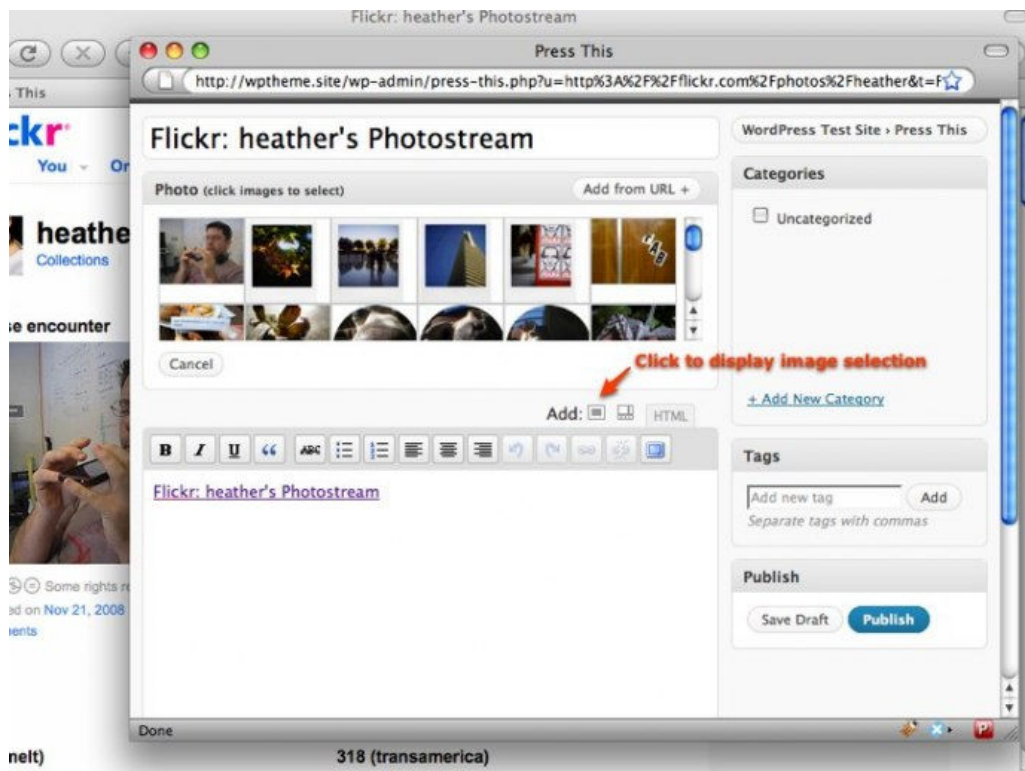 Flickr: heather's Photostream
Press This
http://wptheme.site/wp-admin/press-this.php?u=http%3A%2F%2Fflickr.com%2Fphotos%2Fheather&t=F
This
ckr
You
Or
heathe
Collections
se encounter
Some rights re
ed on Nov 21, 2008
ents
melt)
318 (transamerica)
Flickr: heather's Photostream
Photo (click images to select)
Add from URL +
Cancel
Click to display image selection
Add:
HTML
B I U ABC
Flickr: heather's Photostream
WordPress Test Site › Press This
Categories
Uncategorized
+ Add New Category
Tags
Add new tag
Add
Separate tags with commas
Publish
Save Draft
Publish
Done